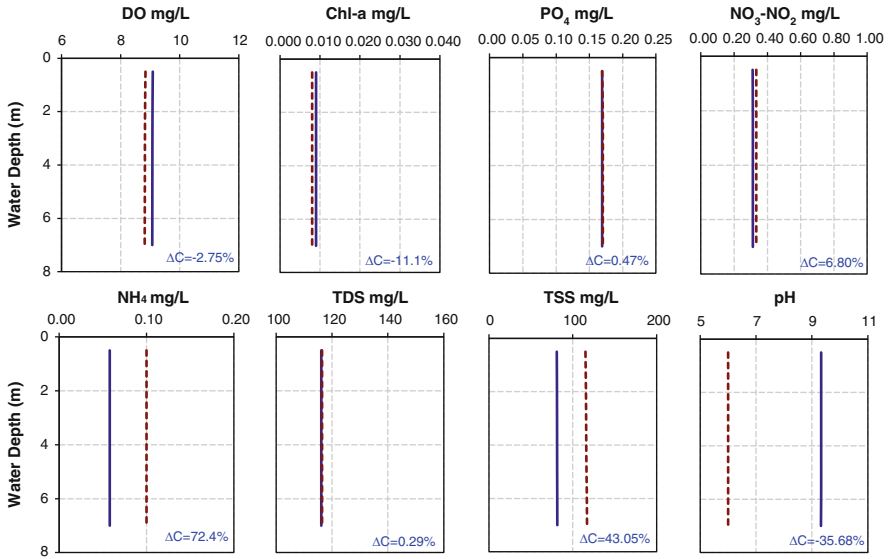 DO mg/L
Chl-a mg/L
PO₄ mg/L
NO₃-NO₂ mg/L
6 8 10 12
0.000 0.010 0.020 0.030 0.040
0.00 0.05 0.10 0.15 0.20 0.25
0.00 0.20 0.40 0.60 0.80 1.00
Water Depth (m)
0
2
4
6
8
ΔC=-2.75%
ΔC=-11.1%
ΔC=0.47%
ΔC=6.80%
NH₄ mg/L
TDS mg/L
TSS mg/L
pH
0.00 0.10 0.20
100 120 140 160
0 100 200
5 7 9 11
Water Depth (m)
0
2
4
6
8
ΔC=72.4%
ΔC=0.29%
ΔC=43.05%
ΔC=-35.68%